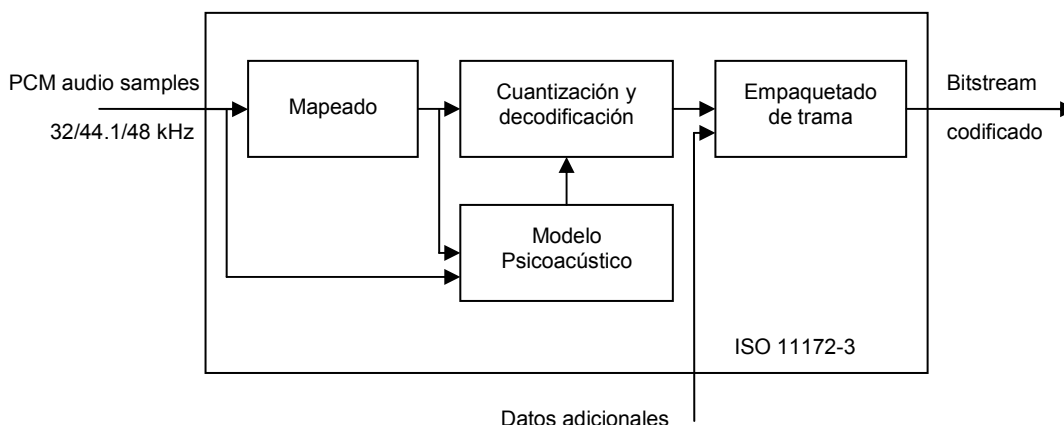 PCM audio samples
32/44.1/48 kHz
Mapeado
Cuantización y
decodificación
Empaquetado
de trama
Bitstream
codificado
Modelo
Psicoacústico
ISO 11172-3
Datos adicionales